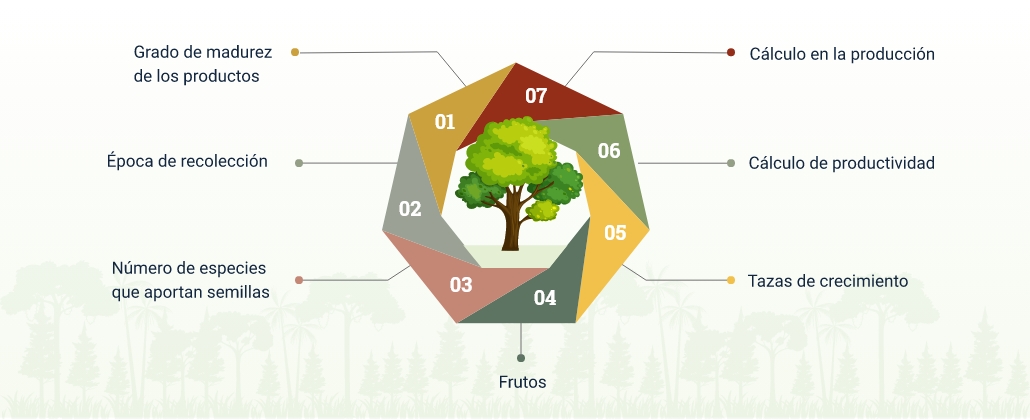 Grado de madurez
de los productos
01
Época de recolección
02
Número de especies
que aportan semillas
03
Frutos
04
Tazas de crecimiento
05
Cálculo de productividad
06
Cálculo en la producción
07